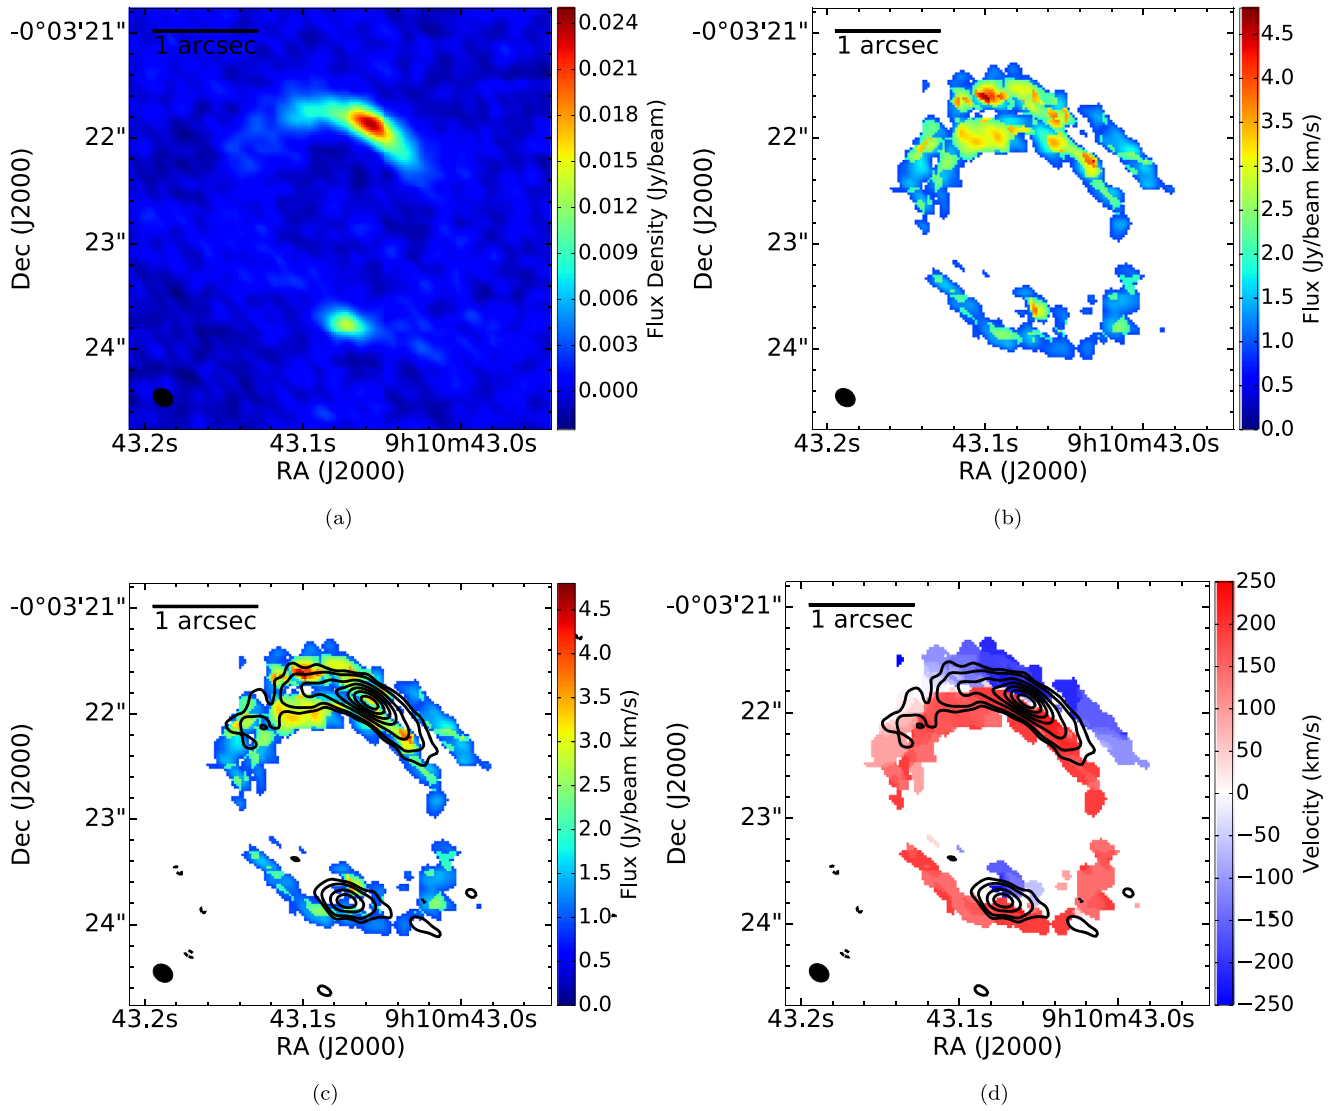 -0°03'21"
22"
23"
24"
Dec (J2000)
1 arcsec
43.2s
43.1s
9h10m43.0s
RA (J2000)
0.024
0.021
0.018
0.015
0.012
0.009
0.006
0.003
0.000
Flux Density (Jy/beam)
(a)
-0°03'21"
22"
23"
24"
Dec (J2000)
1 arcsec
43.2s
43.1s
9h10m43.0s
RA (J2000)
4.5
4.0
3.5
3.0
2.5
2.0
1.5
1.0
0.5
0.0
Flux (Jy/beam km/s)
(b)
-0°03'21"
22"
23"
24"
Dec (J2000)
1 arcsec
43.2s
43.1s
9h10m43.0s
RA (J2000)
4.5
4.0
3.5
3.0
2.5
2.0
1.5
1.0
0.5
0.0
Flux (Jy/beam km/s)
(c)
-0°03'21"
22"
23"
24"
Dec (J2000)
1 arcsec
43.2s
43.1s
9h10m43.0s
RA (J2000)
250
200
150
100
50
0
−50
−100
−150
−200
−250
Velocity (km/s)
(d)